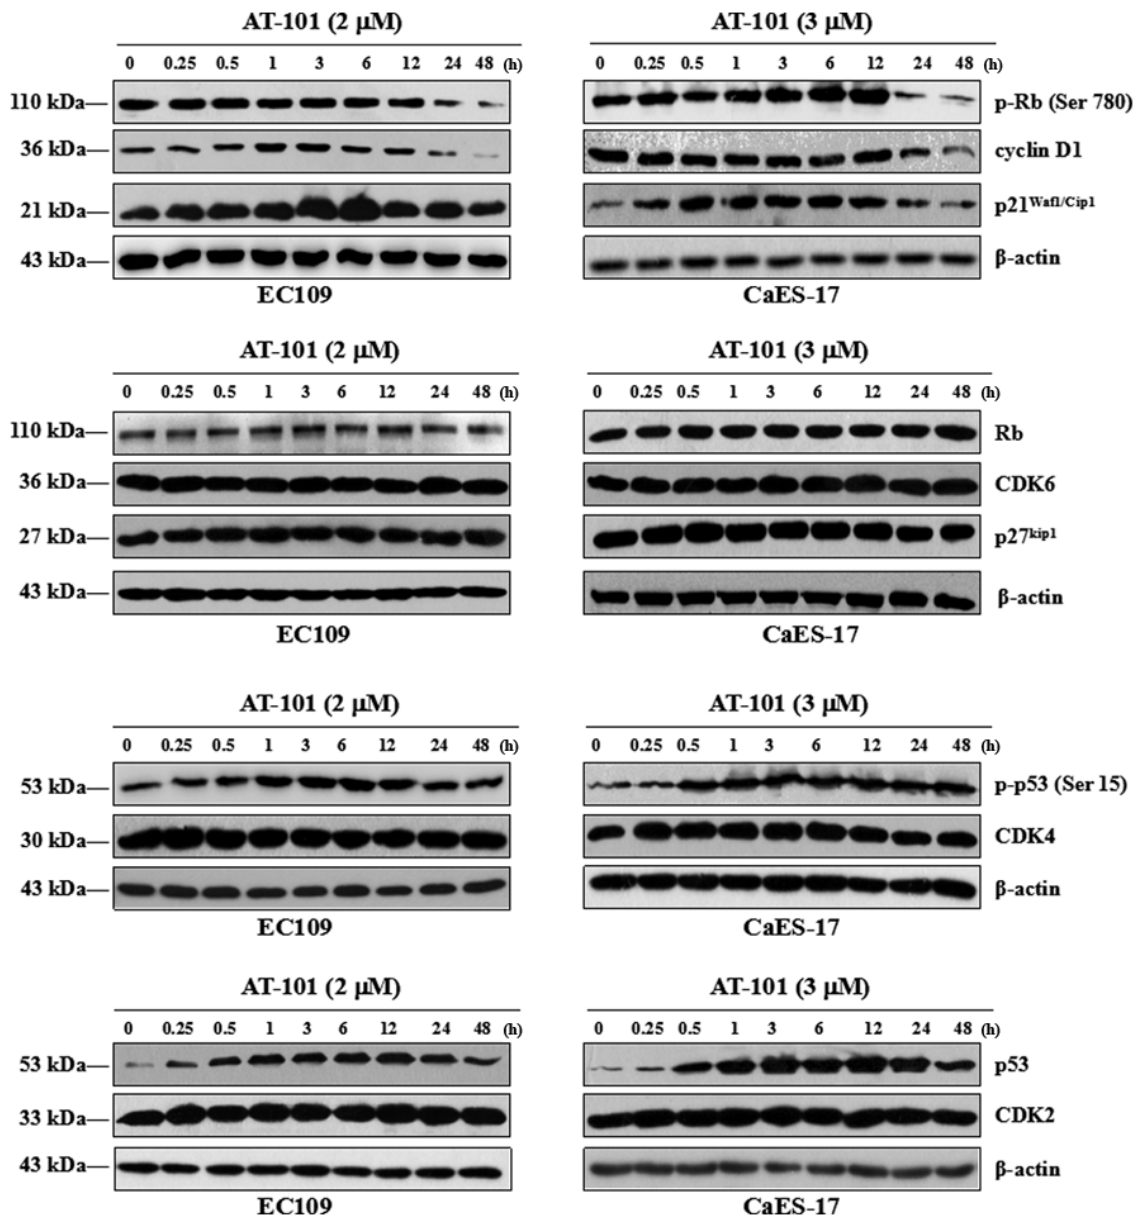 AT-101 (2 μM) AT-101 (3 μM)
0 0.25 0.5 1 3 6 12 24 48 (h) 0 0.25 0.5 1 3 6 12 24 48 (h)
110 kDa— p-Rb (Ser 780)
36 kDa— cyclin D1
21 kDa— p21Waf1/Cip1
43 kDa— β-actin
EC109 CaES-17
AT-101 (2 μM) AT-101 (3 μM)
0 0.25 0.5 1 3 6 12 24 48 (h) 0 0.25 0.5 1 3 6 12 24 48 (h)
110 kDa— Rb
36 kDa— CDK6
27 kDa— p27kip1
43 kDa— β-actin
EC109 CaES-17
AT-101 (2 μM) AT-101 (3 μM)
0 0.25 0.5 1 3 6 12 24 48 (h) 0 0.25 0.5 1 3 6 12 24 48 (h)
53 kDa— p-p53 (Ser 15)
30 kDa— CDK4
43 kDa— β-actin
EC109 CaES-17
AT-101 (2 μM) AT-101 (3 μM)
0 0.25 0.5 1 3 6 12 24 48 (h) 0 0.25 0.5 1 3 6 12 24 48 (h)
53 kDa— p53
33 kDa— CDK2
43 kDa— β-actin
EC109 CaES-17